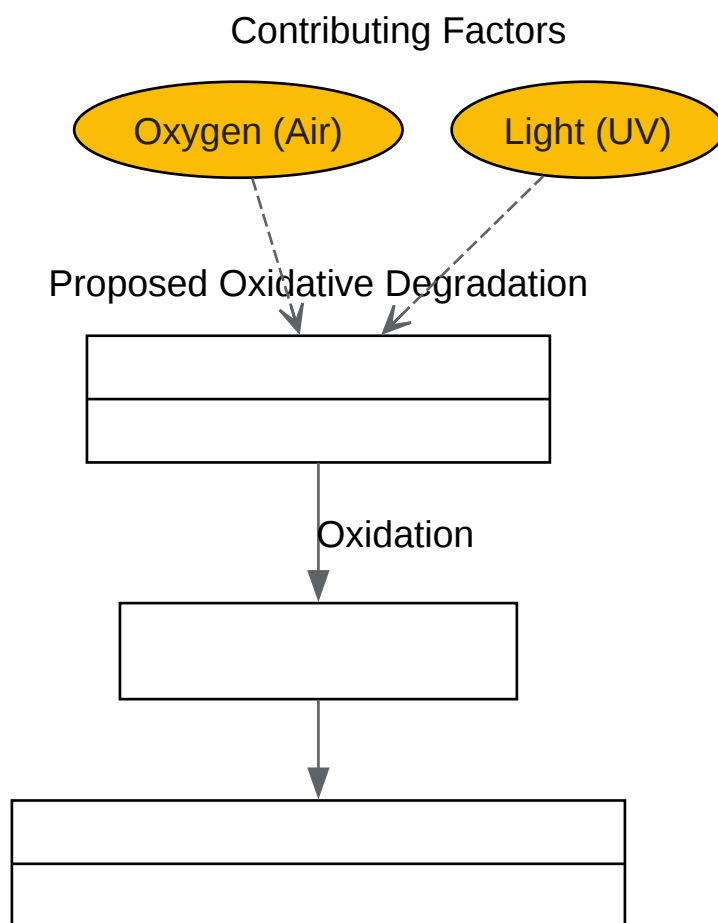 Contributing Factors
Oxygen (Air)
Light (UV)
Proposed Oxidative Degradation
Oxidation